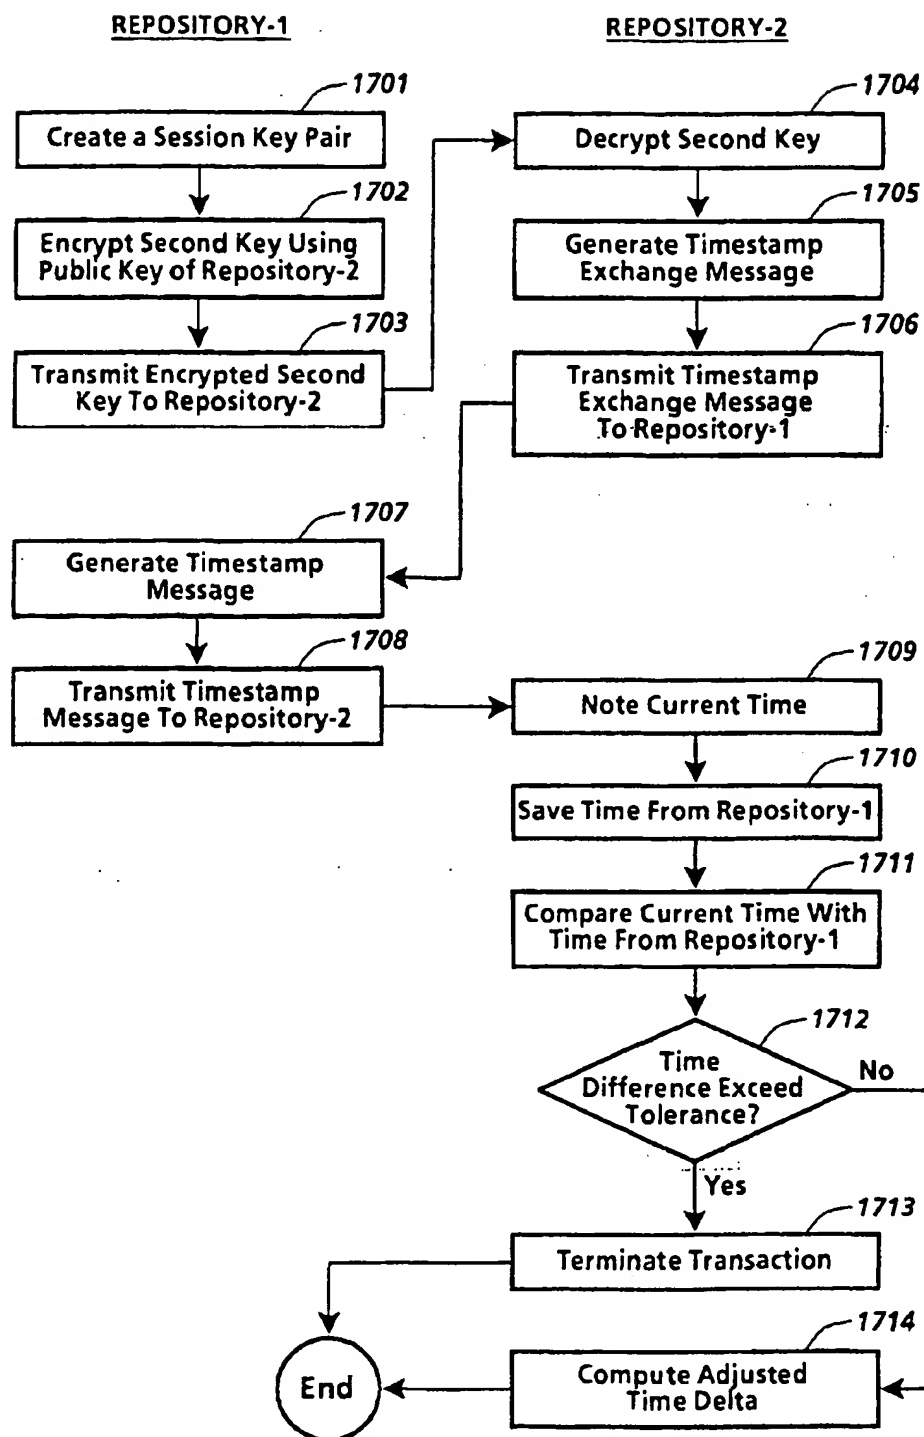 REPOSITORY-1
REPOSITORY-2
1701
Create a Session Key Pair
1702
Encrypt Second Key Using
Public Key of Repository-2
1703
Transmit Encrypted Second
Key To Repository-2
1704
Decrypt Second Key
1705
Generate Timestamp
Exchange Message
1706
Transmit Timestamp
Exchange Message
To Repository-1
1707
Generate Timestamp
Message
1708
Transmit Timestamp
Message To Repository-2
1709
Note Current Time
1710
Save Time From Repository-1
1711
Compare Current Time With
Time From Repository-1
1712
Time
Difference Exceed
Tolerance?
No
Yes
1713
Terminate Transaction
1714
Compute Adjusted
Time Delta
End